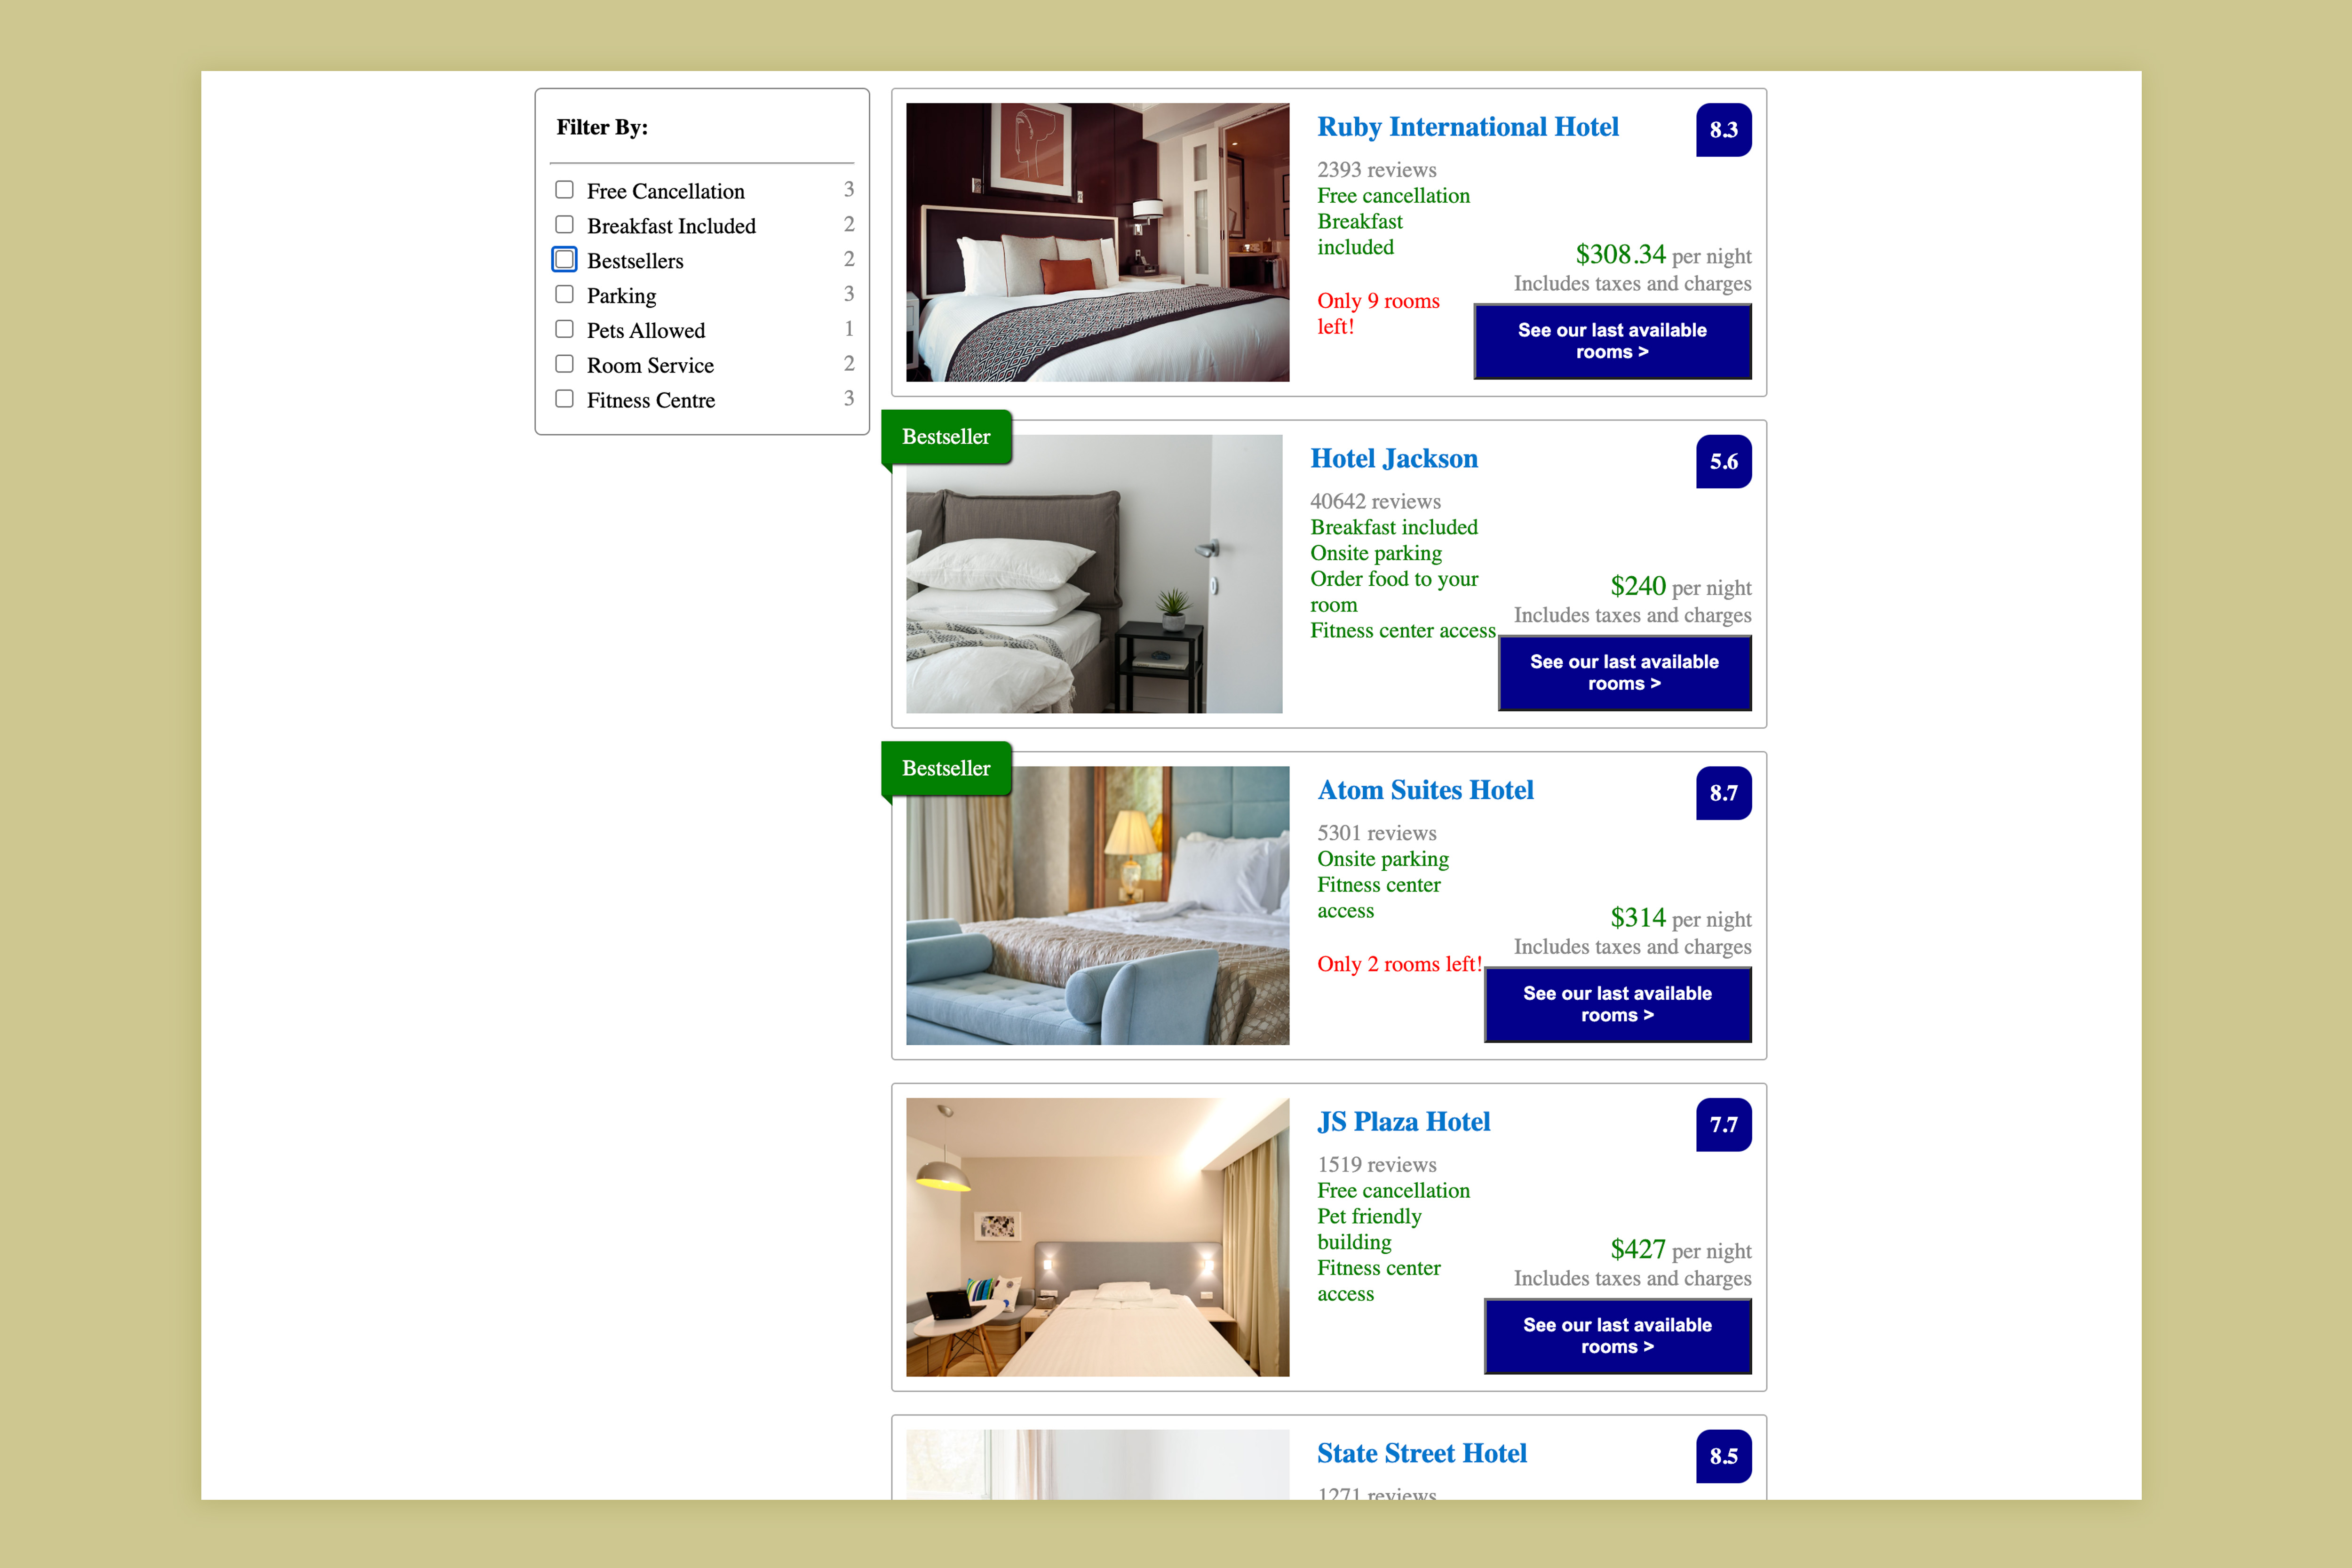 Filter By:
Free Cancellation 3
Breakfast Included 2
Bestsellers 2
Parking 3
Pets Allowed 1
Room Service 2
Fitness Centre 3
Ruby International Hotel
8.3
2393 reviews
Free cancellation
Breakfast
included
Only 9 rooms
left!
$308.34 per night
Includes taxes and charges
See our last available
rooms >
Bestseller
Hotel Jackson
5.6
40642 reviews
Breakfast included
Onsite parking
Order food to your
room
Fitness center access
$240 per night
Includes taxes and charges
See our last available
rooms >
Bestseller
Atom Suites Hotel
8.7
5301 reviews
Onsite parking
Fitness center
access
Only 2 rooms left!
$314 per night
Includes taxes and charges
See our last available
rooms >
JS Plaza Hotel
7.7
1519 reviews
Free cancellation
Pet friendly
building
Fitness center
access
$427 per night
Includes taxes and charges
See our last available
rooms >
State Street Hotel
8.5
1271 reviews